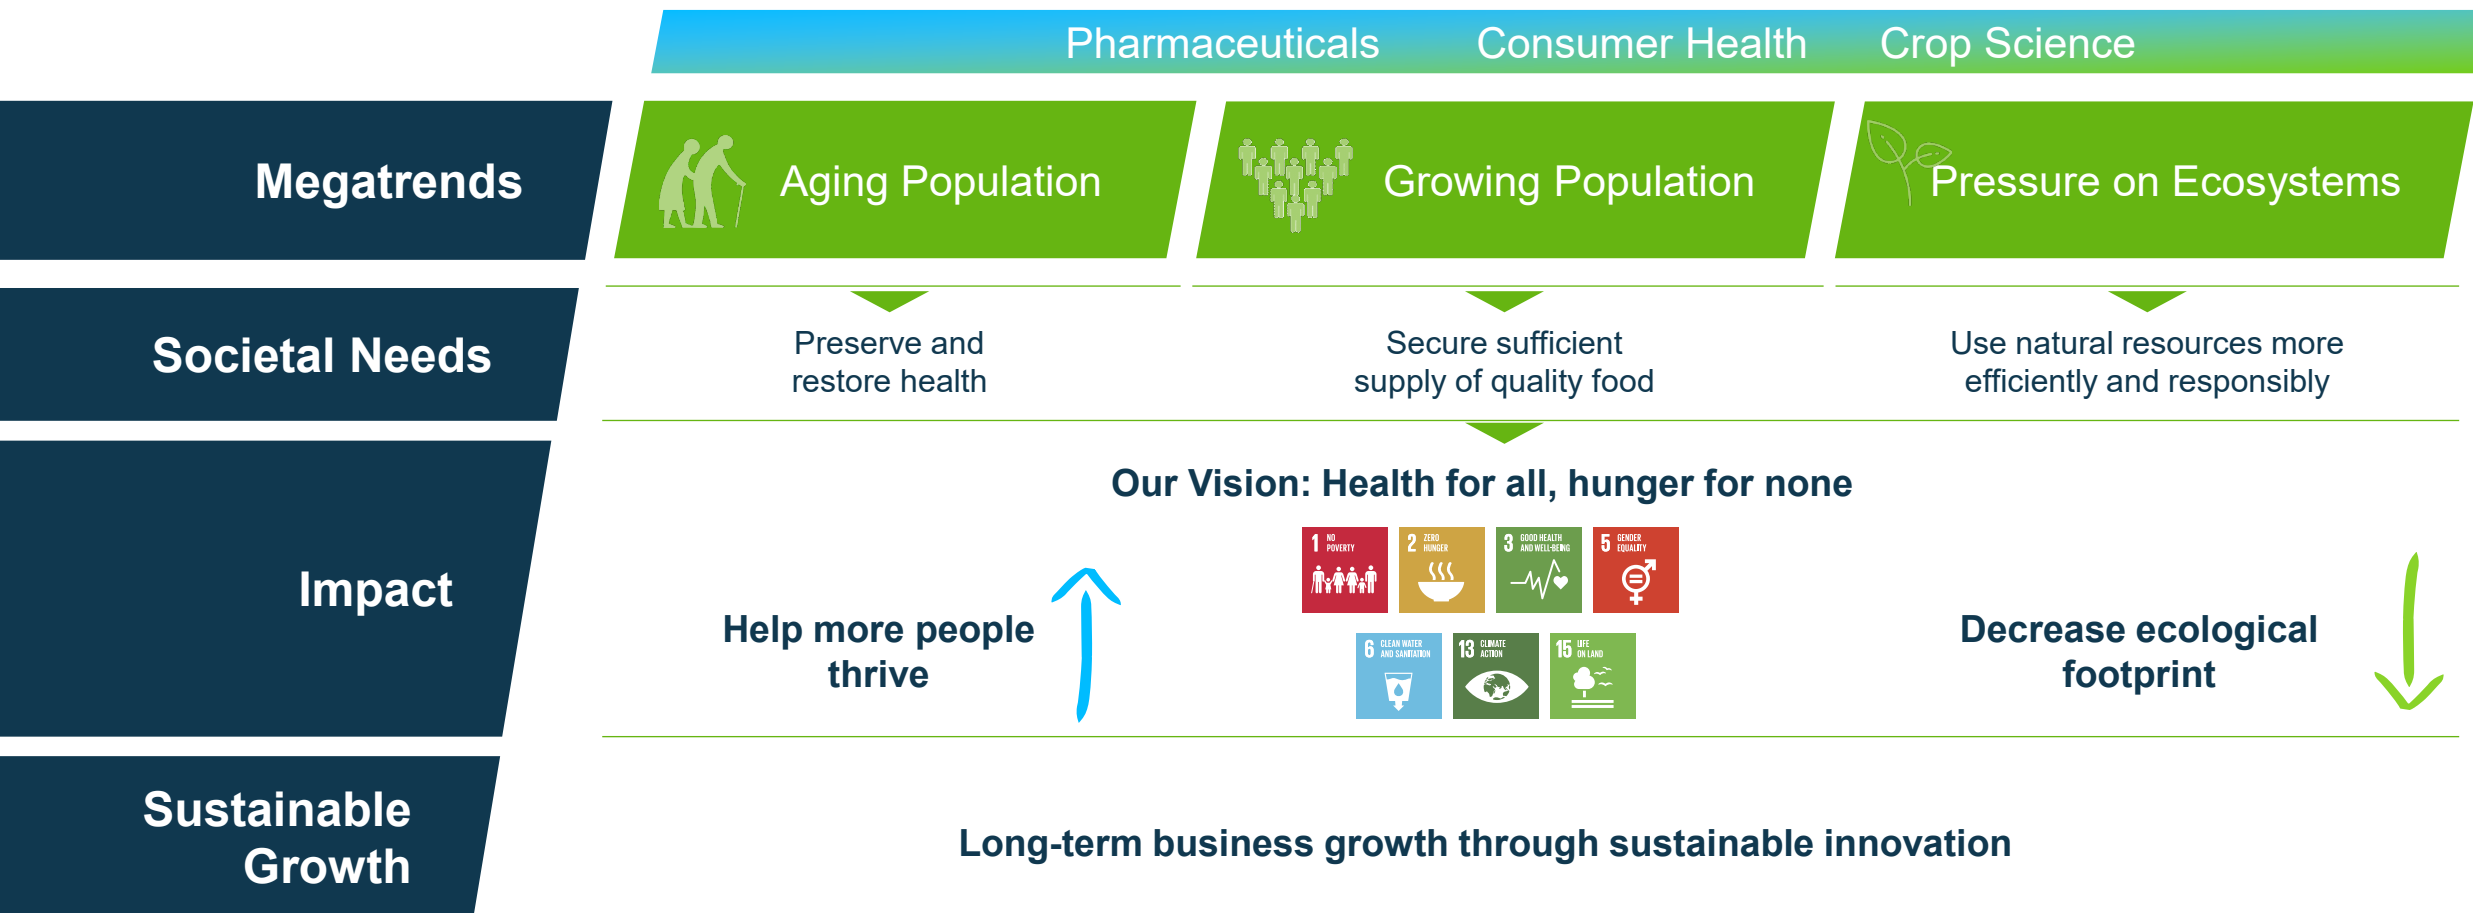 Pharmaceuticals Consumer Health Crop Science
Megatrends
Aging Population
Growing Population
Pressure on Ecosystems
Societal Needs
Preserve and
restore health
Secure sufficient
supply of quality food
Use natural resources more
efficiently and responsibly
Impact
Our Vision: Health for all, hunger for none
Help more people
thrive
1 NO
POVERTY
2 ZERO
HUNGER
3 GOOD HEALTH
AND WELL-BEING
5 GENDER
EQUALITY
6 CLEAN WATER
AND SANITATION
13 CLIMATE
ACTION
15 LIFE
ON LAND
Decrease ecological
footprint
Sustainable
Growth
Long-term business growth through sustainable innovation